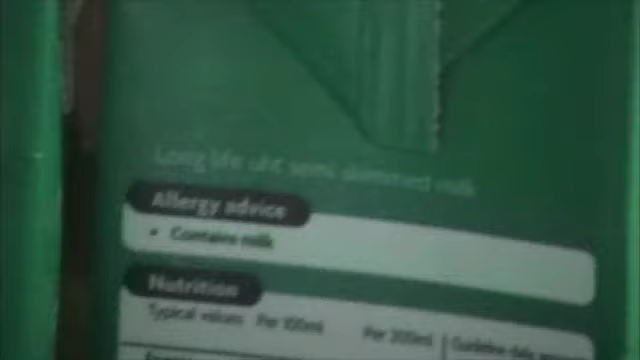 Long life uht semi skimmed milk
Allergy advice
• Contains milk
Nutrition
Typical values Per 100ml Per 200ml Guideline daily